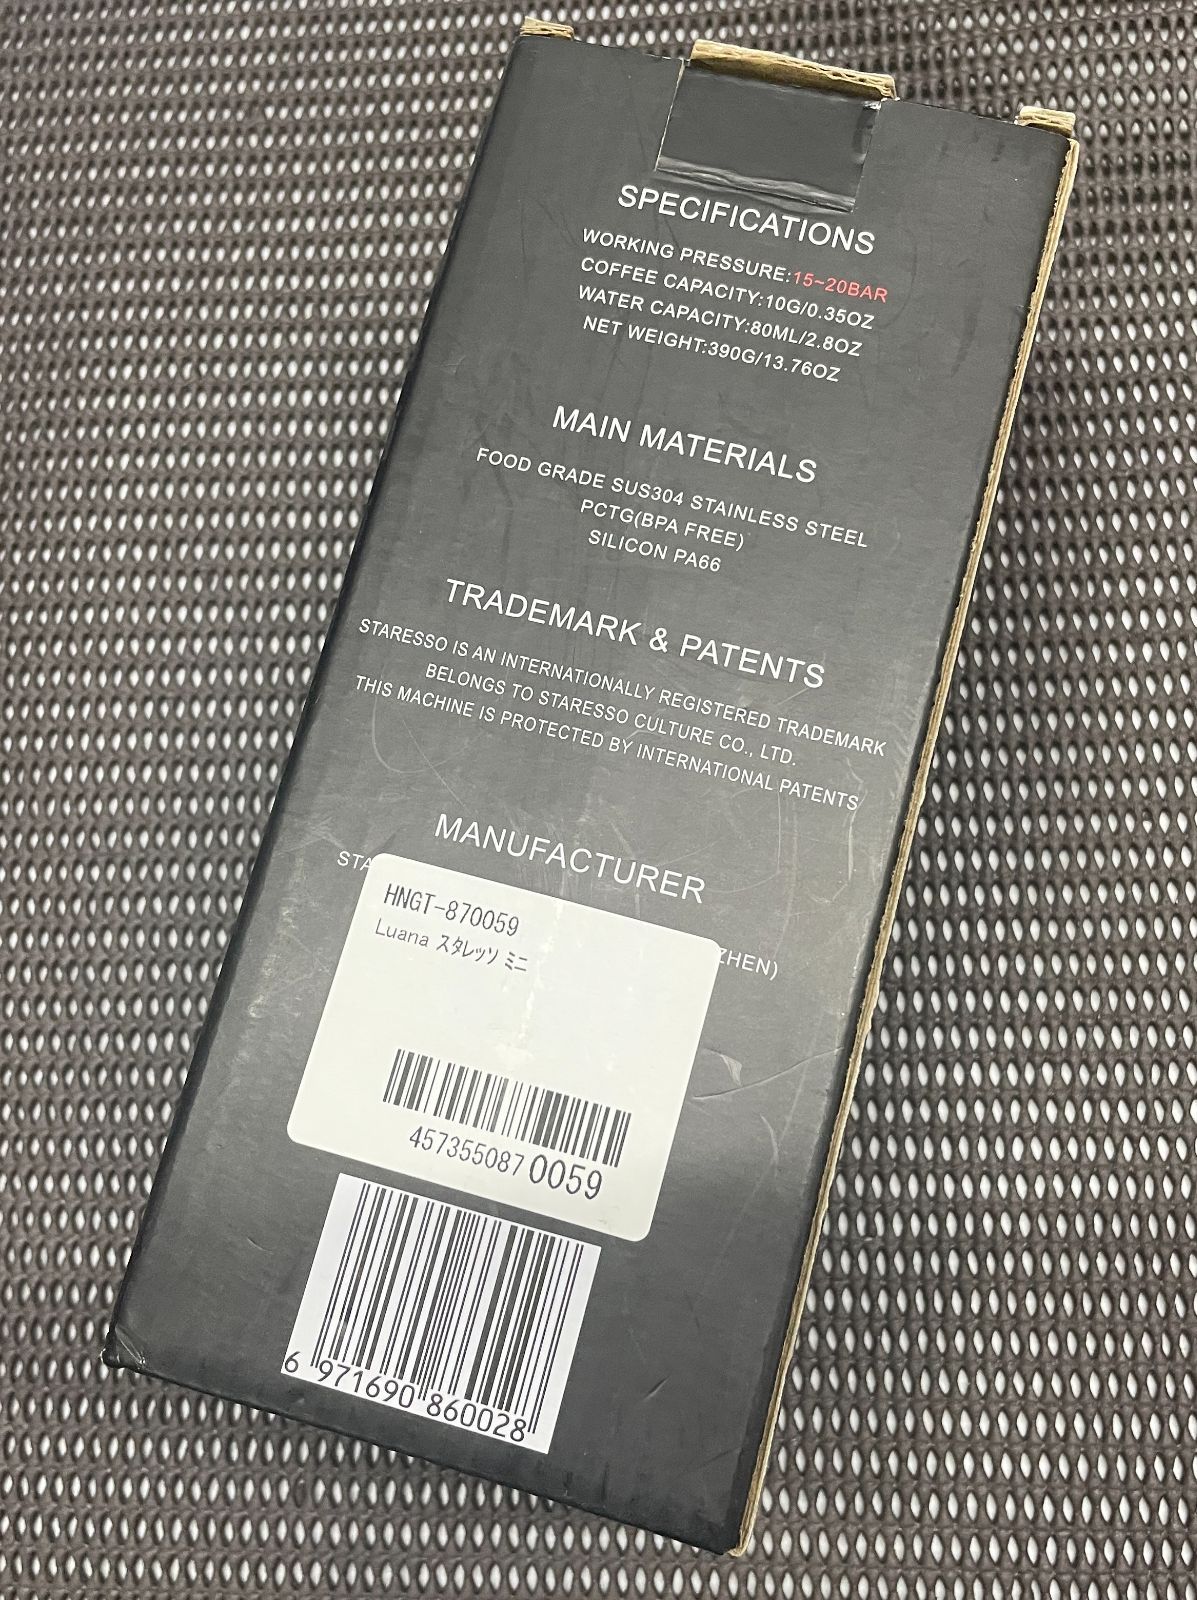 SPECIFICATIONS
WORKING PRESSURE:15~20BAR
COFFEE CAPACITY:10G/0.35OZ
WATER CAPACITY:80ML/2.8OZ
NET WEIGHT:390G/13.76OZ
MAIN MATERIALS
FOOD GRADE SUS304 STAINLESS STEEL
PCTG(BPA FREE)
SILICON PA66
TRADEMARK & PATENTS
STARESSO IS AN INTERNATIONALLY REGISTERED TRADEMARK
BELONGS TO STARESSO CULTURE CO., LTD.
THIS MACHINE IS PROTECTED BY INTERNATIONAL PATENTS
MANUFACTURER
HNGT-870059
Luana スタレッソ ミニ
4573550870059
6 971690 860028